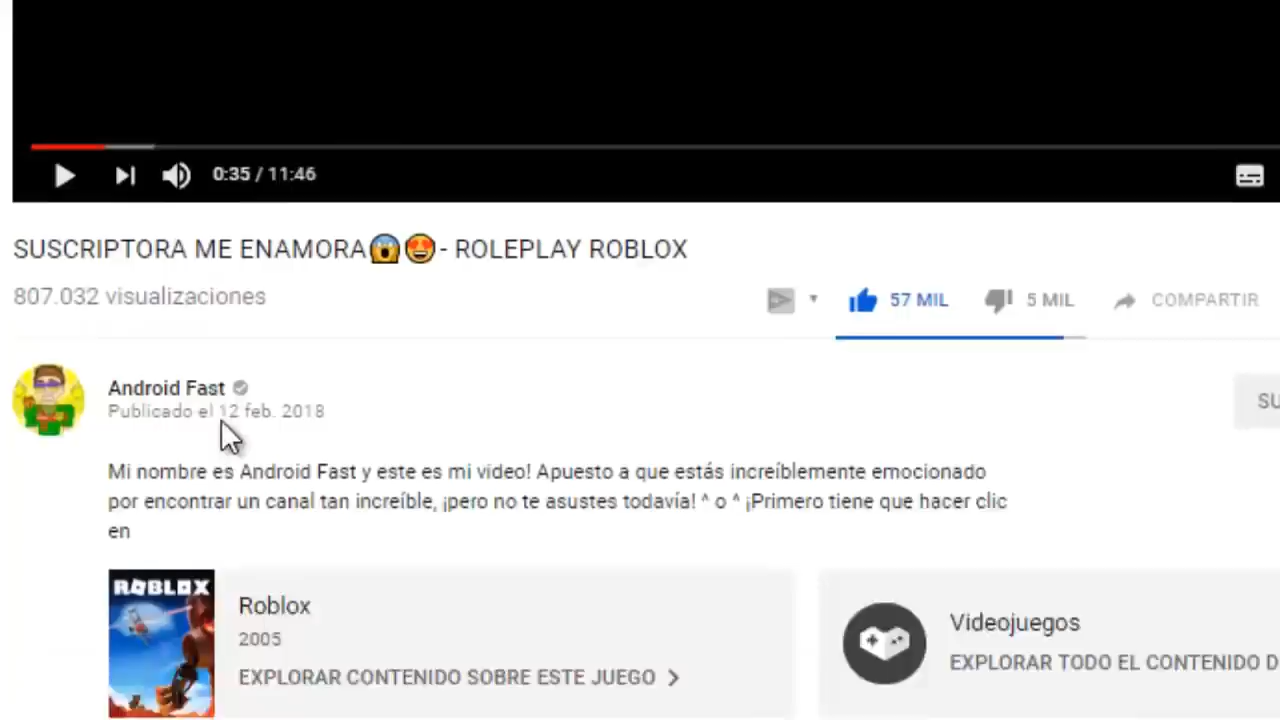 0:35 / 11:46
SUSCRIPTORA ME ENAMORA😱😍- ROLEPLAY ROBLOX
807.032 visualizaciones
57 MIL
5 MIL
COMPARTIR
Android Fast
Publicado el 12 feb. 2018
SU
Mi nombre es Android Fast y este es mi video! Apuesto a que estás increíblemente emocionado
por encontrar un canal tan increíble, ¡pero no te asustes todavía! ^ o ^ ¡Primero tiene que hacer clic
en
ROBLOX
Roblox
2005
EXPLORAR CONTENIDO SOBRE ESTE JUEGO
Videojuegos
EXPLORAR TODO EL CONTENIDO D